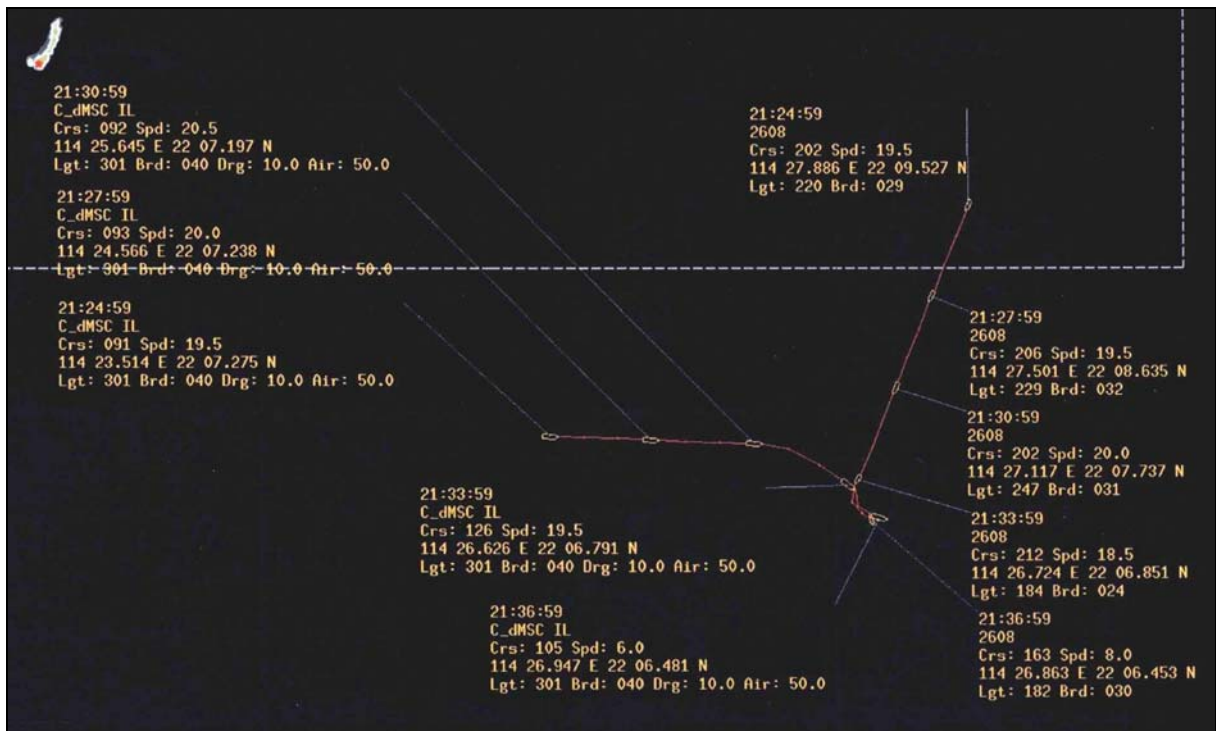 21:30:59
C_dMSC IL
Crs: 092 Spd: 20.5
114 25.645 E 22 07.197 N
Lgt: 301 Brd: 040 Drg: 10.0 Air: 50.0
21:27:59
C_dMSC IL
Crs: 093 Spd: 20.0
114 24.566 E 22 07.238 N
Lgt: 301 Brd: 040 Drg: 10.0 Air: 50.0
21:24:59
C_dMSC IL
Crs: 091 Spd: 19.5
114 23.514 E 22 07.275 N
Lgt: 301 Brd: 040 Drg: 10.0 Air: 50.0
21:33:59
C_dMSC IL
Crs: 126 Spd: 19.5
114 26.626 E 22 06.791 N
Lgt: 301 Brd: 040 Drg: 10.0 Air: 50.0
21:36:59
C_dMSC IL
Crs: 105 Spd: 6.0
114 26.947 E 22 06.481 N
Lgt: 301 Brd: 040 Drg: 10.0 Air: 50.0
21:24:59
2608
Crs: 202 Spd: 19.5
114 27.886 E 22 09.527 N
Lgt: 220 Brd: 029
21:27:59
2608
Crs: 206 Spd: 19.5
114 27.501 E 22 08.635 N
Lgt: 229 Brd: 032
21:30:59
2608
Crs: 202 Spd: 20.0
114 27.117 E 22 07.737 N
Lgt: 247 Brd: 031
21:33:59
2608
Crs: 212 Spd: 18.5
114 26.724 E 22 06.851 N
Lgt: 184 Brd: 024
21:36:59
2608
Crs: 163 Spd: 8.0
114 26.863 E 22 06.453 N
Lgt: 182 Brd: 030